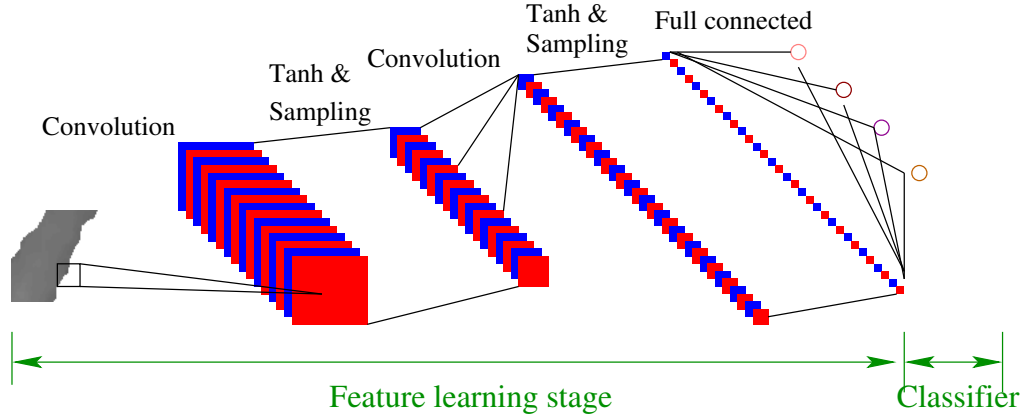 Convolution
Tanh &
Sampling
Convolution
Tanh &
Sampling
Full connected
Feature learning stage
Classifier